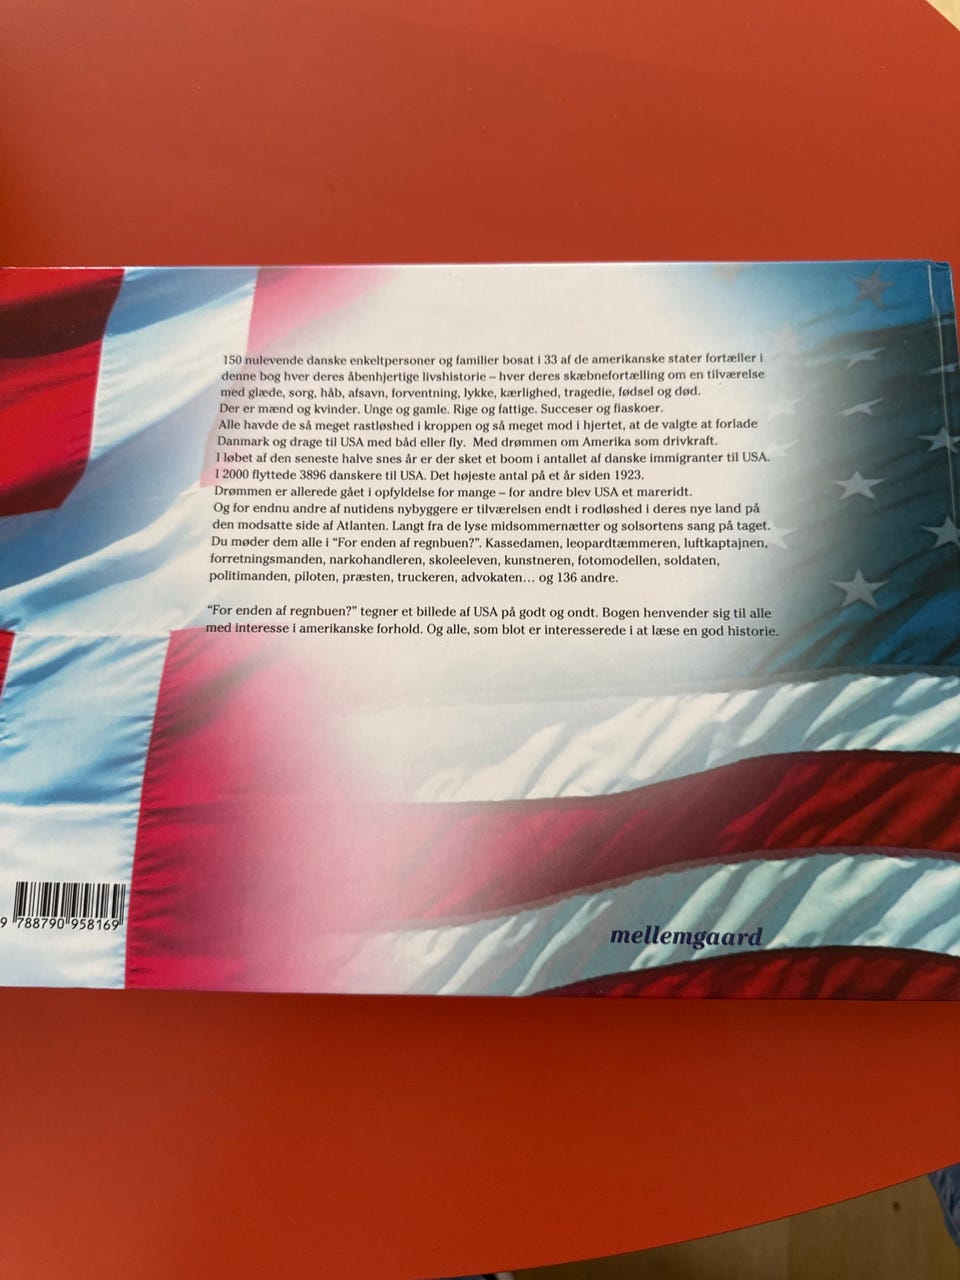 150 nulevende danske enkeltpersoner og familier bosat i 33 af de amerikanske stater fortæller i
denne bog hver deres åbenhjertige livshistorie – hver deres skæbnefortælling om en tilværelse
med glæde, sorg, håb, afsavn, forventning, lykke, kærlighed, tragedie, fødsel og død.
Der er mænd og kvinder. Unge og gamle. Rige og fattige. Succeser og fiaskoer.
Alle havde de så meget rastløshed i kroppen og så meget mod i hjertet, at de valgte at forlade
Danmark og drage til USA med båd eller fly. Med drømmen om Amerika som drivkraft.
I løbet af den seneste halve snes år er der sket et boom i antallet af danske immigranter til USA.
I 2000 flyttede 3896 danskere til USA. Det højeste antal på et år siden 1923.
Drømmen er allerede gået i opfyldelse for mange – for andre blev USA et mareridt.
Og for endnu andre af nutidens nybyggere er tilværelsen endt i rodløshed i deres nye land på
den modsatte side af Atlanten. Langt fra de lyse midsommernætter og solsortens sang på taget.
Du møder dem alle i “For enden af regnbuen?”. Kassedamen, leopardtæmmeren, luftkaptajnen,
forretningsmanden, narkohandleren, skoleeleven, kunstneren, fotomodellen, soldaten,
politimanden, piloten, præsten, truckeren, advokaten... og 136 andre.
“For enden af regnbuen?” tegner et billede af USA på godt og ondt. Bogen henvender sig til alle
med interesse i amerikanske forhold. Og alle, som blot er interesserede i at læse en god historie.
9 788790 958169
mellemgaard